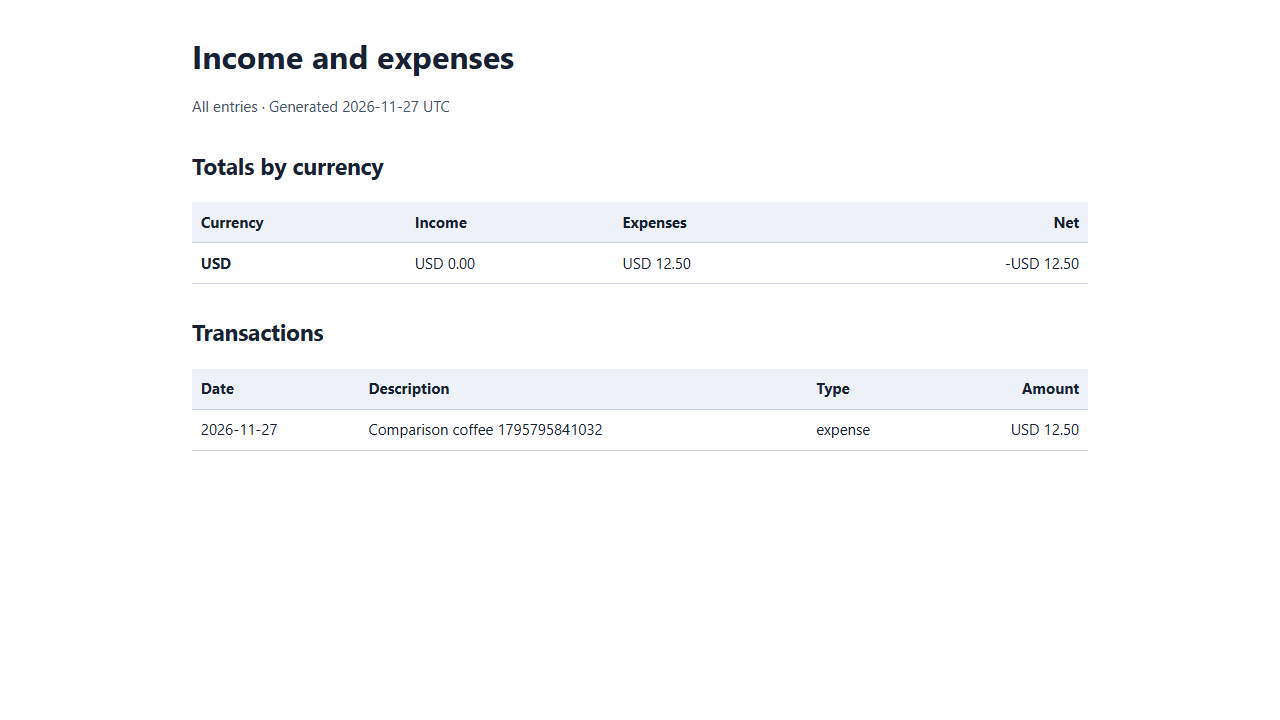 Income and expenses
All entries · Generated 2026-11-27 UTC
Totals by currency
Currency Income Expenses Net
USD USD 0.00 USD 12.50 -USD 12.50
Transactions
Date Description Type Amount
2026-11-27 Comparison coffee 1795795841032 expense USD 12.50